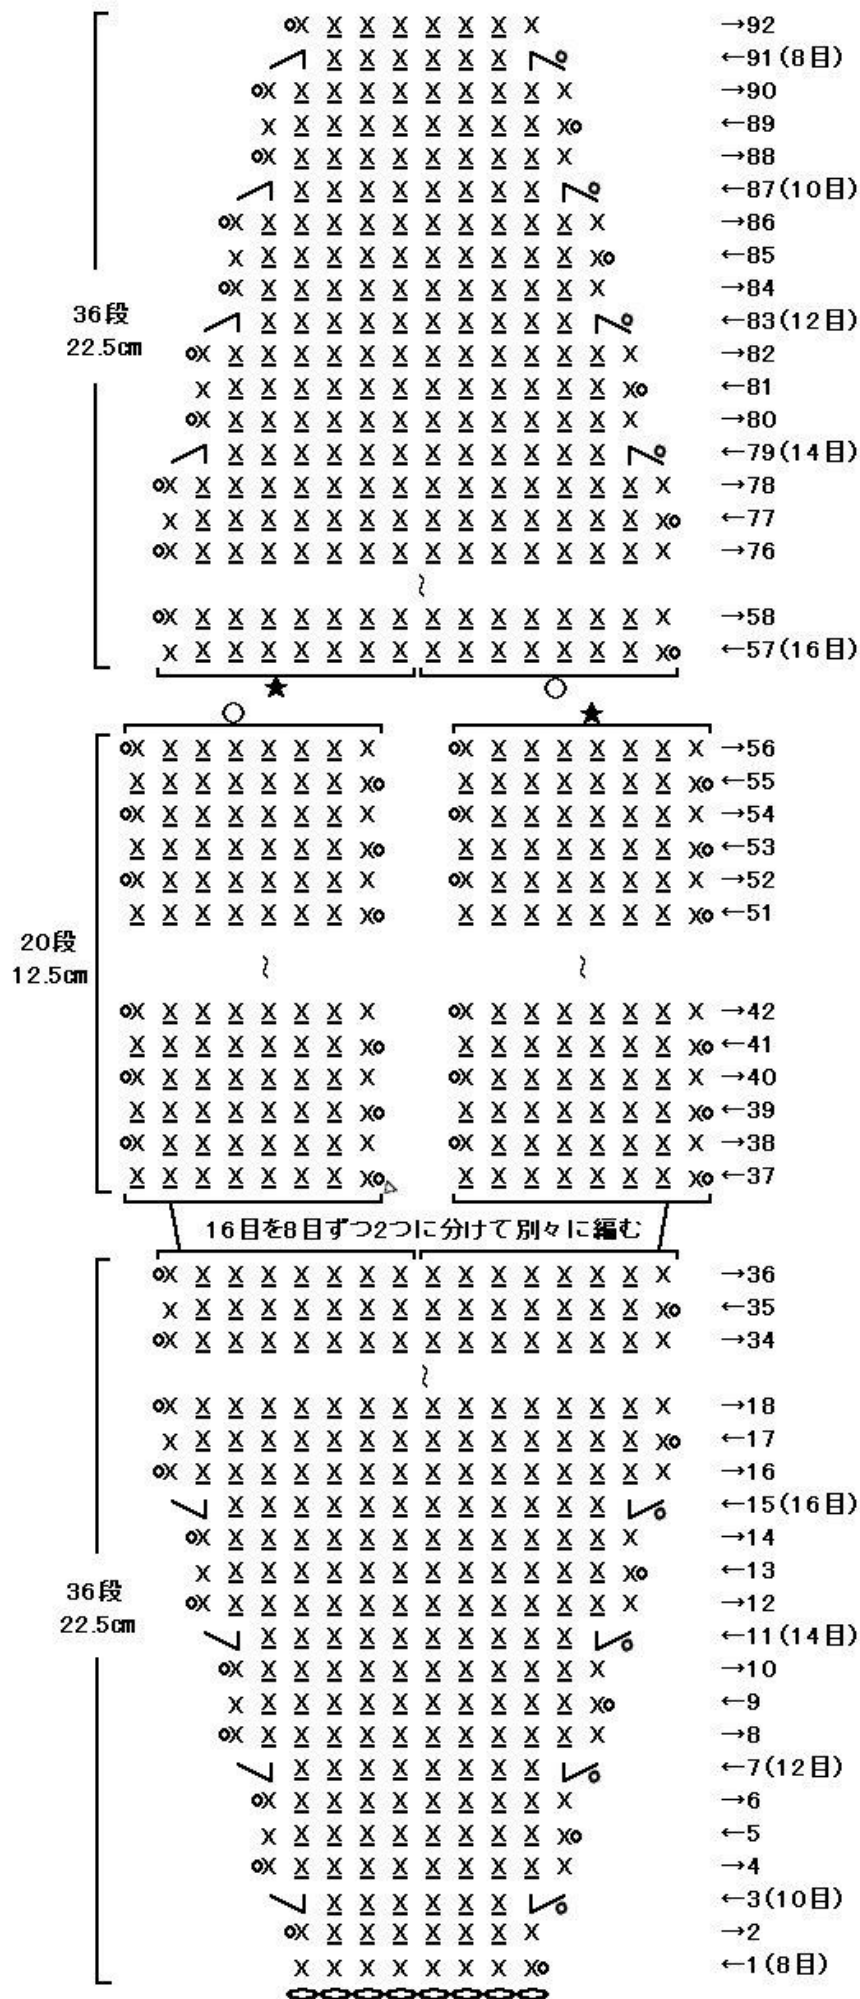 →92
←91(8目)
→90
←89
→88
←87(10目)
→86
←85
→84
←83(12目)
36段
22.5cm
→82
←81
→80
←79(14目)
→78
←77
→76
→58
←57(16目)
★ ○
○ ★
→56
←55
→54
←53
→52
←51
20段
12.5cm
→42
←41
→40
←39
→38
←37
16目を8目ずつ2つに分けて別々に編む
→36
←35
→34
→18
←17
→16
←15(16目)
→14
←13
→12
36段
22.5cm
←11(14目)
→10
←9
→8
←7(12目)
→6
←5
→4
←3(10目)
→2
←1(8目)